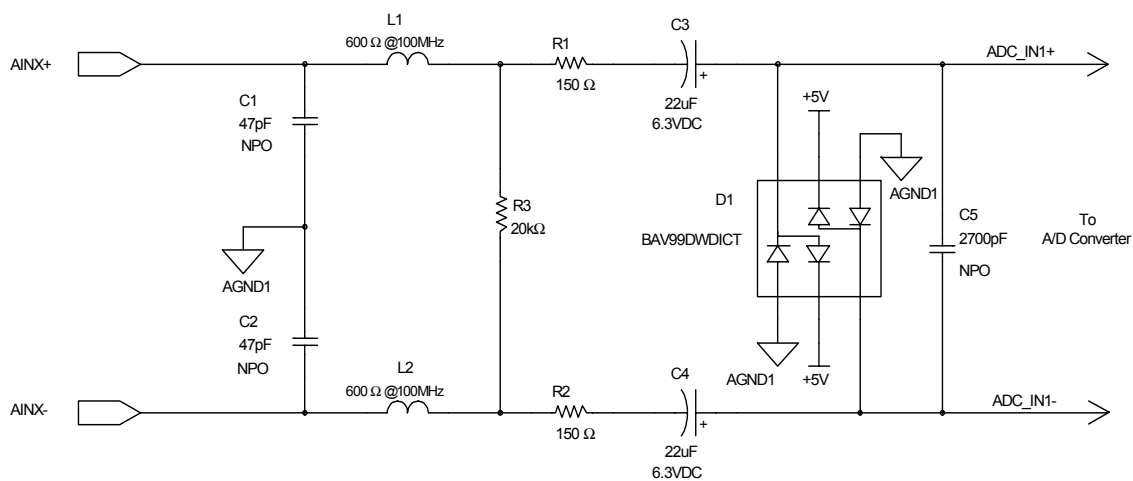 L1
600 Ω @100MHz
AINX+
C1
47pF
NPO
R1
150 Ω
C3
+
22uF
6.3VDC
ADC_IN1+
+5V
AGND1
D1
BAV99DWDICT
R3
20kΩ
C5
2700pF
NPO
To
A/D Converter
AGND1
C2
47pF
NPO
AGND1
+5V
L2
600 Ω @100MHz
AINX-
R2
150 Ω
C4
+
22uF
6.3VDC
ADC_IN1-